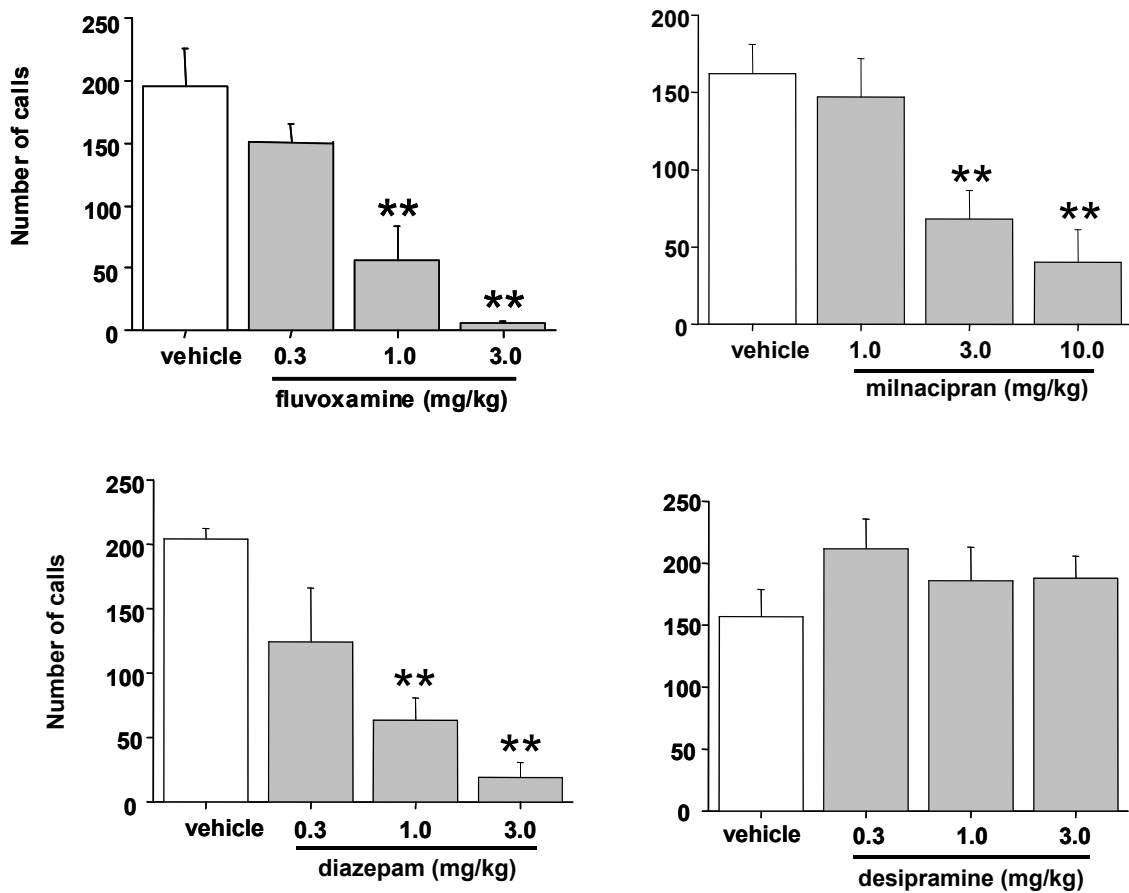 Number of calls
250
200
150
100
50
0
**
**
vehicle 0.3 1.0 3.0
fluvoxamine (mg/kg)
200
150
100
50
0
**
**
vehicle 1.0 3.0 10.0
milnacipran (mg/kg)
Number of calls
250
200
150
100
50
0
**
**
vehicle 0.3 1.0 3.0
diazepam (mg/kg)
250
200
150
100
50
0
vehicle 0.3 1.0 3.0
desipramine (mg/kg)